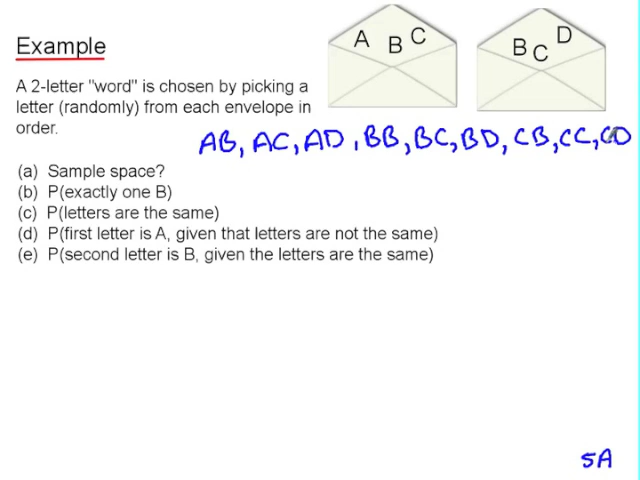 Example
A B C
B C D
A 2-letter "word" is chosen by picking a
letter (randomly) from each envelope in
order.
AB, AC, AD, BB, BC, BD, CB, CC, CD
(a) Sample space?
(b) P(exactly one B)
(c) P(letters are the same)
(d) P(first letter is A, given that letters are not the same)
(e) P(second letter is B, given the letters are the same)
5A